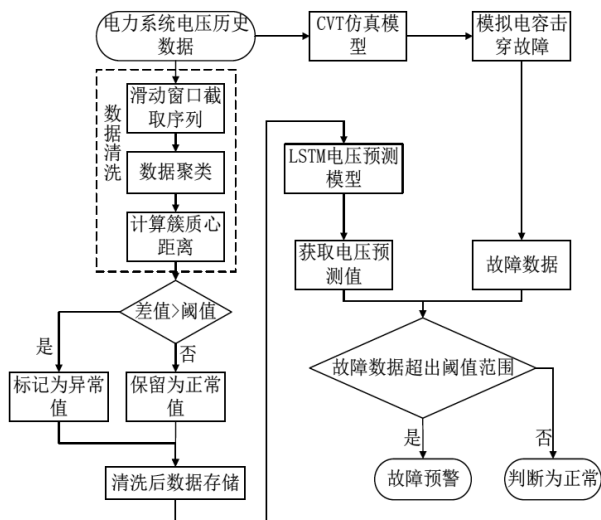 电力系统电压历史
数据
CVT仿真模
型
模拟电容击
穿故障
数据清洗
滑动窗口截
取序列
数据聚类
计算簇质心
距离
差值>阈值
是
否
标记为异常
值
保留为正常
值
清洗后数据存储
LSTM电压预测
模型
获取电压预
测值
故障数据
故障数据超出阈值范围
是
否
故障预警
判断为正常